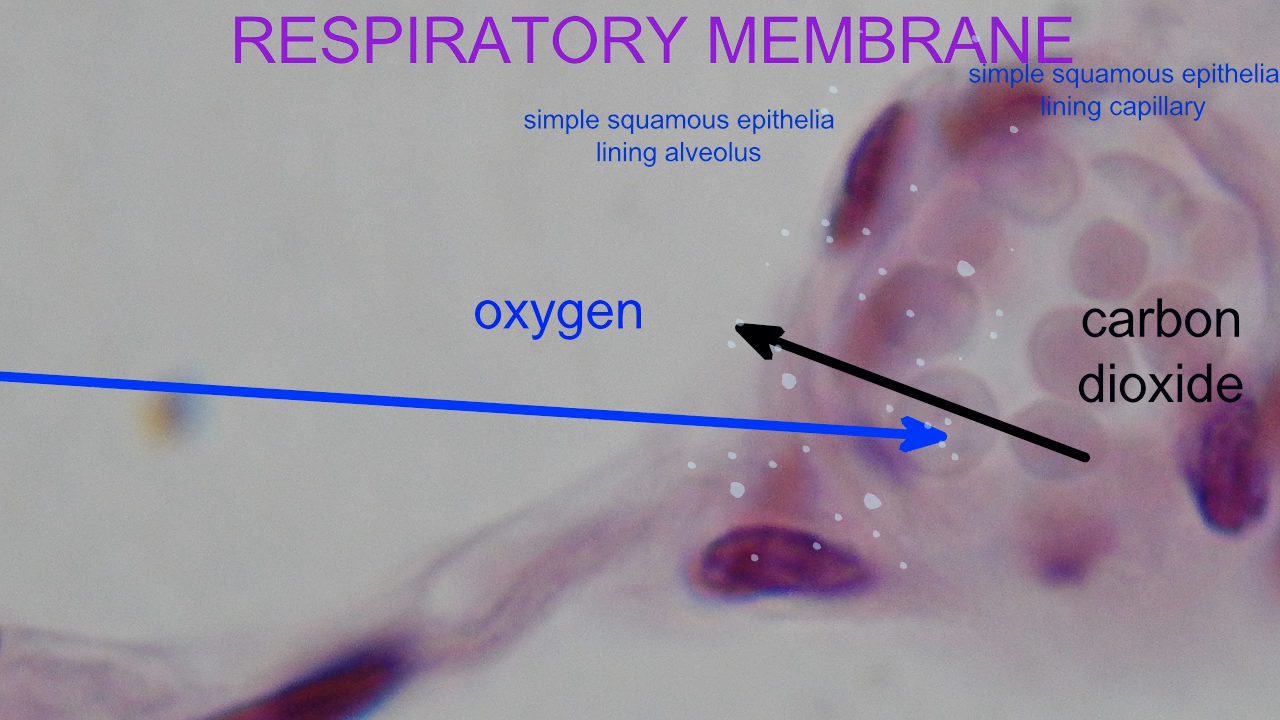 RESPIRATORY MEMBRANE
simple squamous epithelia
lining capillary
simple squamous epithelia
lining alveolus
oxygen
carbon
dioxide